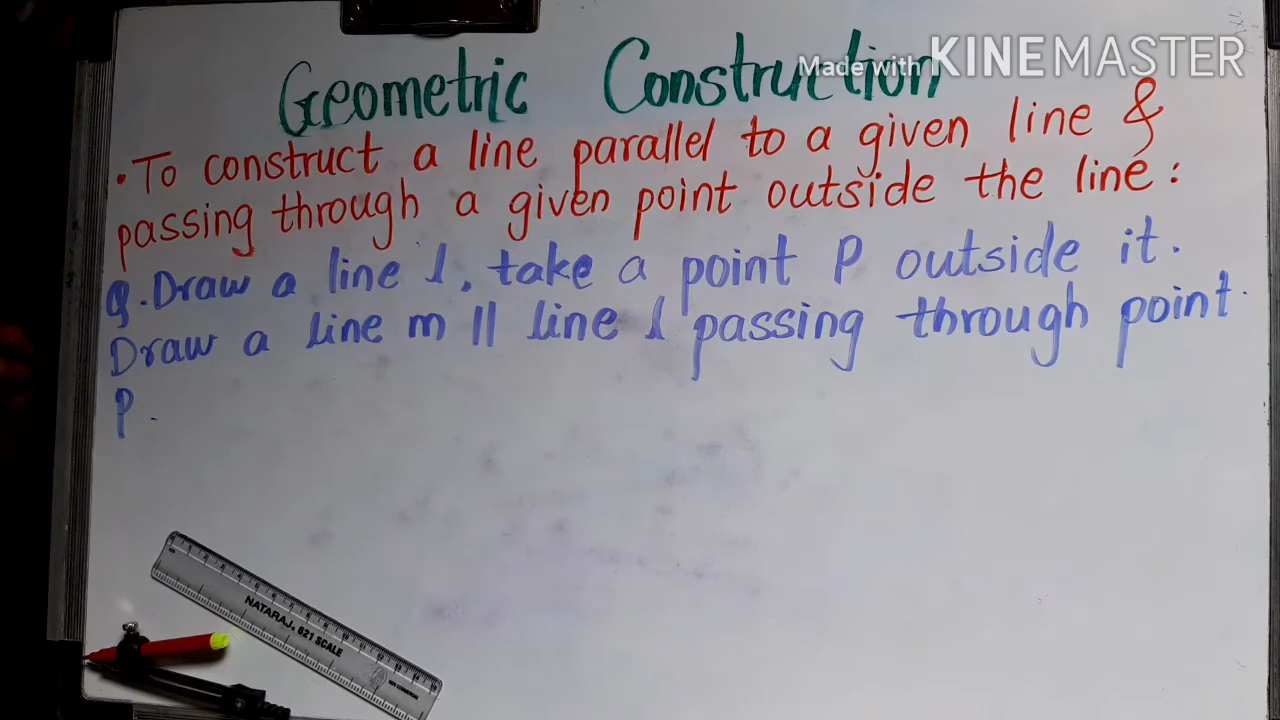 Geometric Construction
Made with KINEMASTER
• To construct a line parallel to a given line &
passing through a given point outside the line :
Q. Draw a line l, take a point P outside it.
Draw a line m || line l passing through point
P.
NATARAJ. 621 SCALE